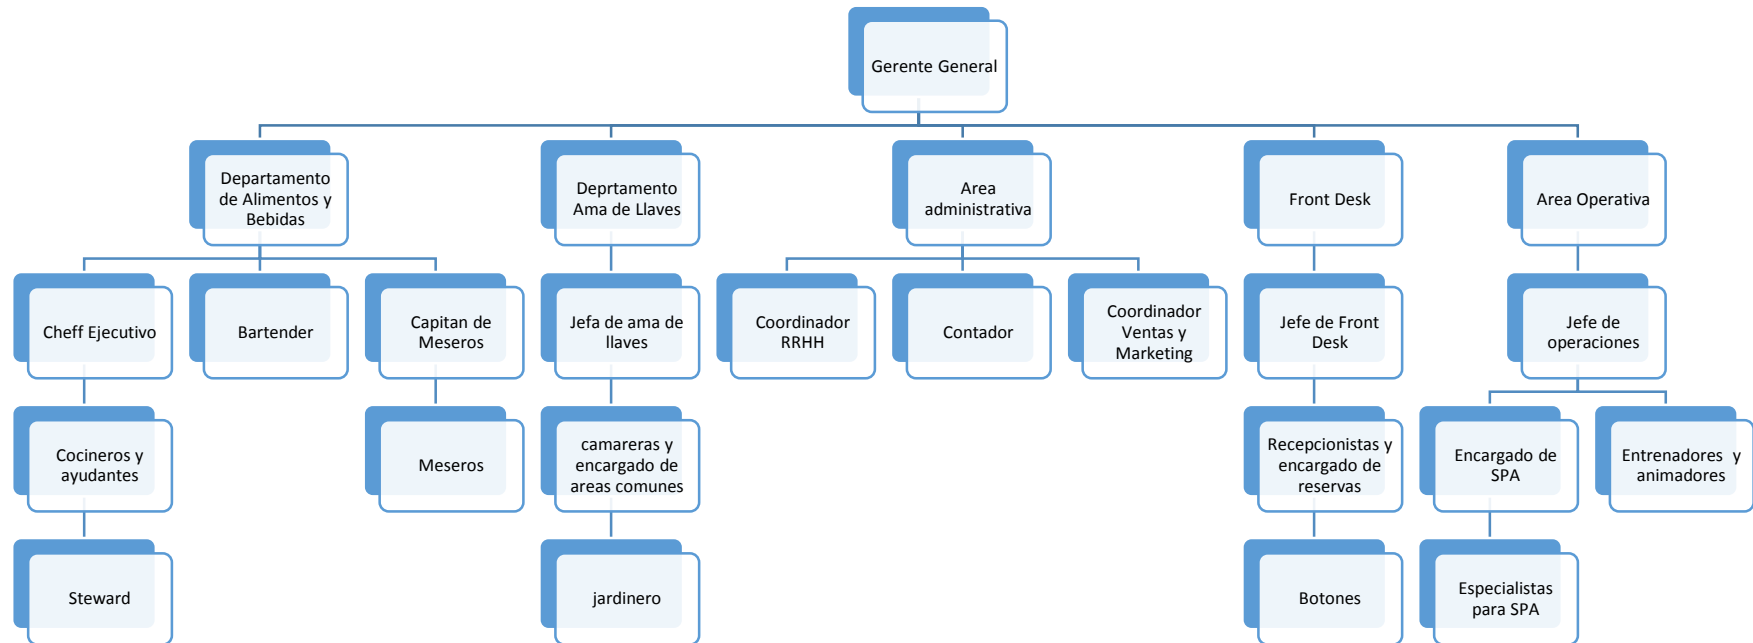 Gerente General
Departamento
de Alimentos y
Bebidas
Deprtamento
Ama de Llaves
Area
administrativa
Front Desk
Area Operativa
Cheff Ejecutivo
Bartender
Capitan de
Meseros
Jefa de ama de
llaves
Coordinador
RRHH
Contador
Coordinador
Ventas y
Marketing
Jefe de Front
Desk
Jefe de
operaciones
Cocineros y
ayudantes
Meseros
camareras y
encargado de
areas comunes
Recepcionistas y
encargado de
reservas
Encargado de
SPA
Entrenadores y
animadores
Steward
jardinero
Botones
Especialistas
para SPA